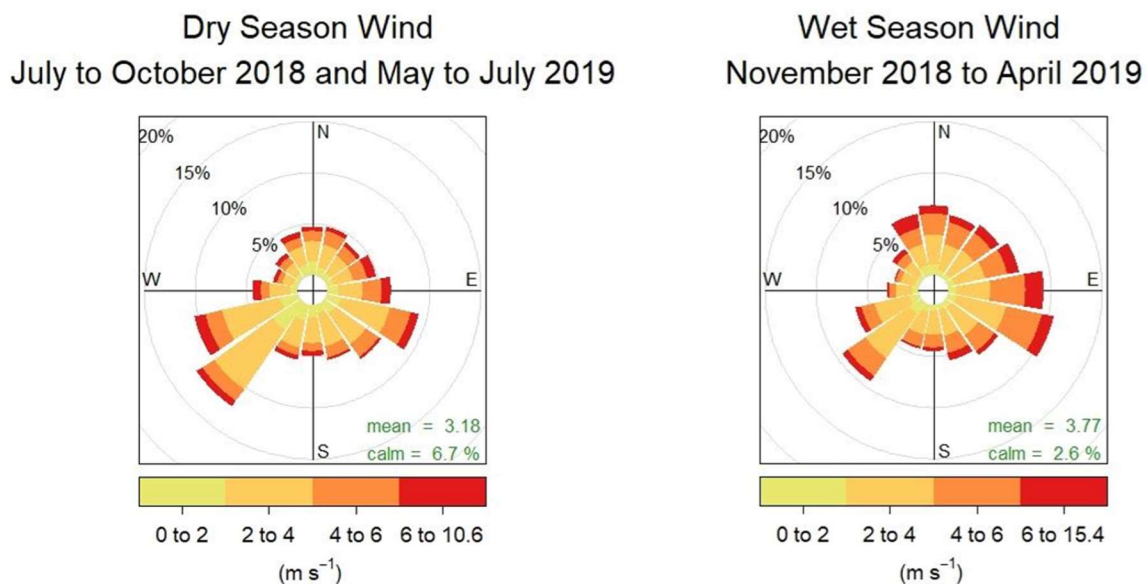 Dry Season Wind
July to October 2018 and May to July 2019
20%
15%
10%
5%
N
W
E
S
mean = 3.18
calm = 6.7 %
0 to 2
2 to 4
4 to 6
6 to 10.6
(m s⁻¹)
Wet Season Wind
November 2018 to April 2019
20%
15%
10%
5%
N
W
E
S
mean = 3.77
calm = 2.6 %
0 to 2
2 to 4
4 to 6
6 to 15.4
(m s⁻¹)